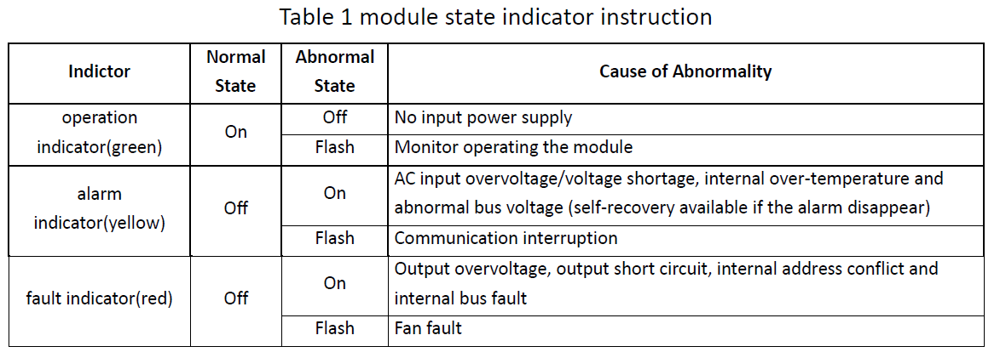 Table 1 module state indicator instruction
Indictor
Normal
State
Abnormal
State
Cause of Abnormality
operation
indicator(green)
On
Off
No input power supply
Flash
Monitor operating the module
alarm
indicator(yellow)
Off
On
AC input overvoltage/voltage shortage, internal over-temperature and
abnormal bus voltage (self-recovery available if the alarm disappear)
Flash
Communication interruption
fault indicator(red)
Off
On
Output overvoltage, output short circuit, internal address conflict and
internal bus fault
Flash
Fan fault